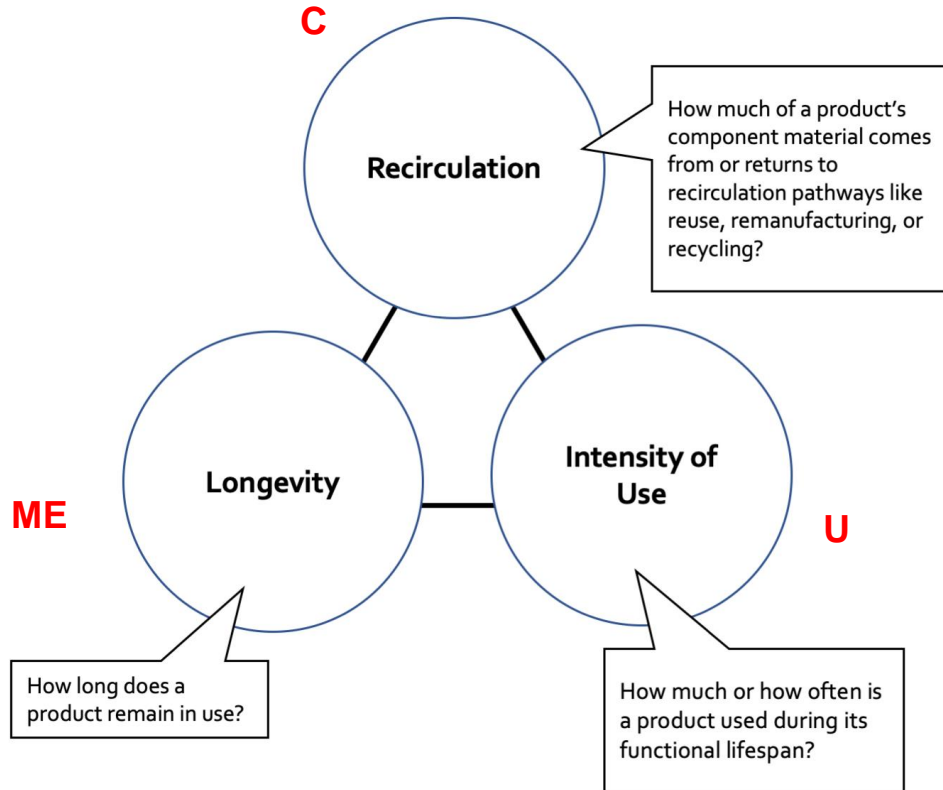 C
Recirculation
How much of a product's
component material comes
from or returns to
recirculation pathways like
reuse, remanufacturing, or
recycling?
Longevity
Intensity of
Use
ME
U
How long does a
product remain in use?
How much or how often is
a product used during its
functional lifespan?